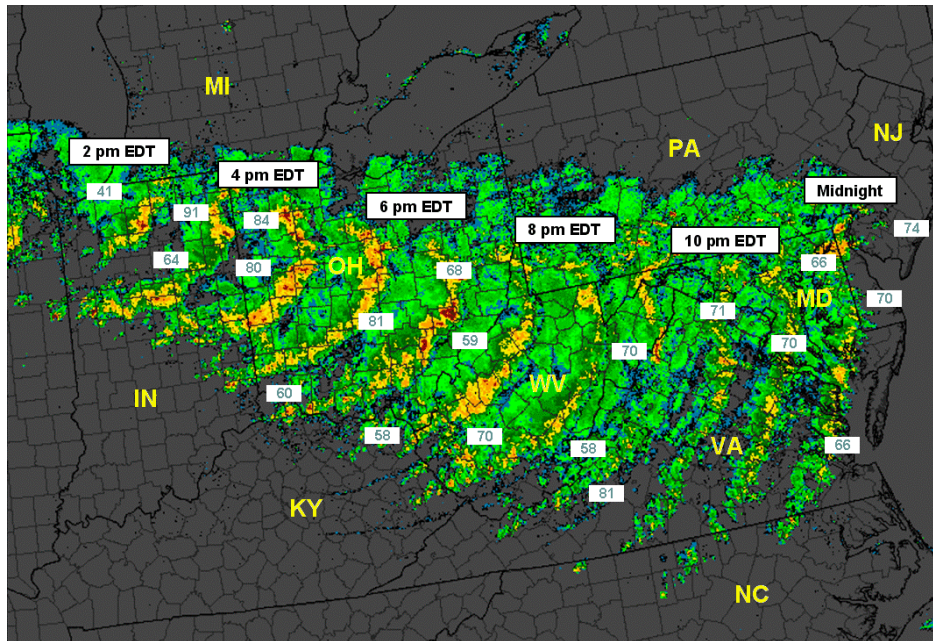 MI
PA
NJ
2 pm EDT
4 pm EDT
6 pm EDT
8 pm EDT
10 pm EDT
Midnight
41
91
84
74
64
80
OH
68
66
MD
70
81
59
71
70
70
60
WV
IN
58
70
58
VA
66
81
KY
NC